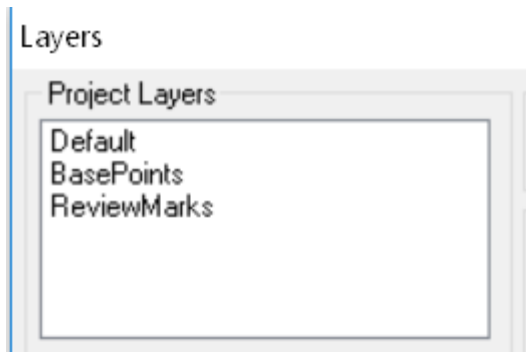 Layers
Project Layers
Default
BasePoints
ReviewMarks